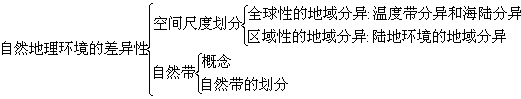 自然地理环境的差异性
空间尺度划分
全球性的地域分异:温度带分异和海陆分异
区域性的地域分异:陆地环境的地域分异
自然带
概念
自然带的划分